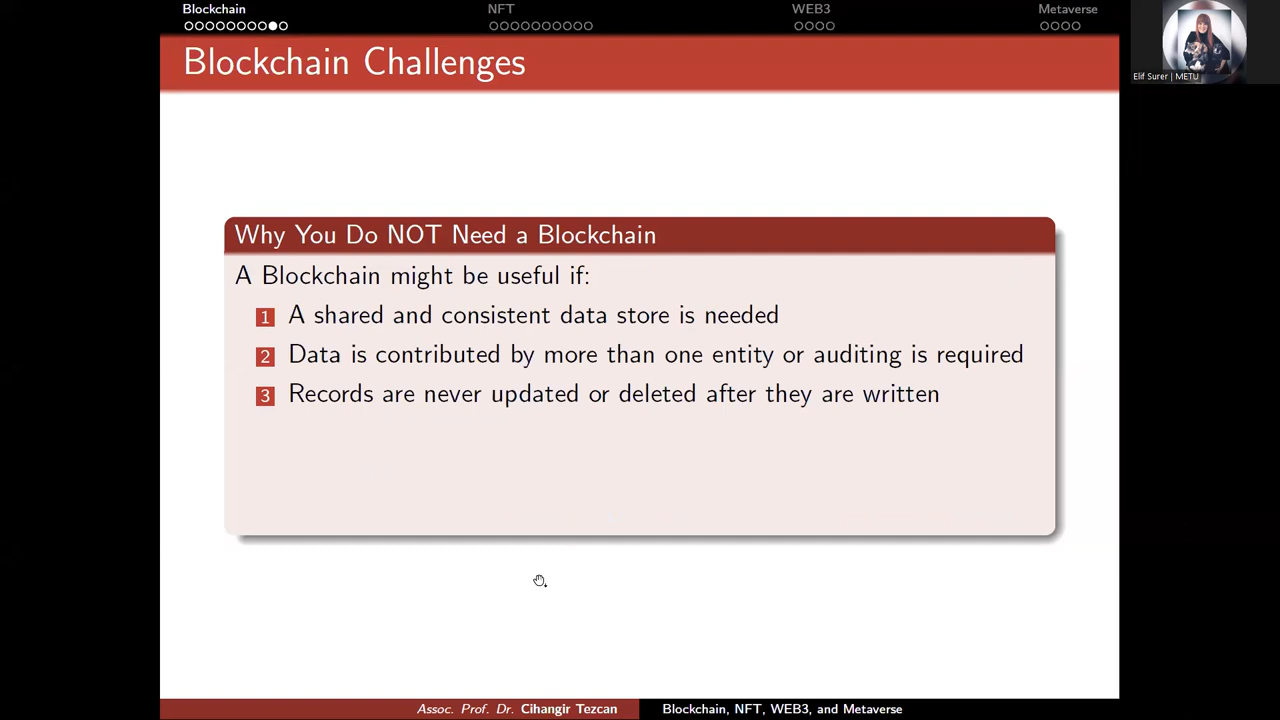 Blockchain NFT WEB3 Metaverse
Blockchain Challenges
Elif Surer | METU
Why You Do NOT Need a Blockchain
A Blockchain might be useful if:
1 A shared and consistent data store is needed
2 Data is contributed by more than one entity or auditing is required
3 Records are never updated or deleted after they are written
Assoc. Prof. Dr. Cihangir Tezcan Blockchain, NFT, WEB3, and Metaverse